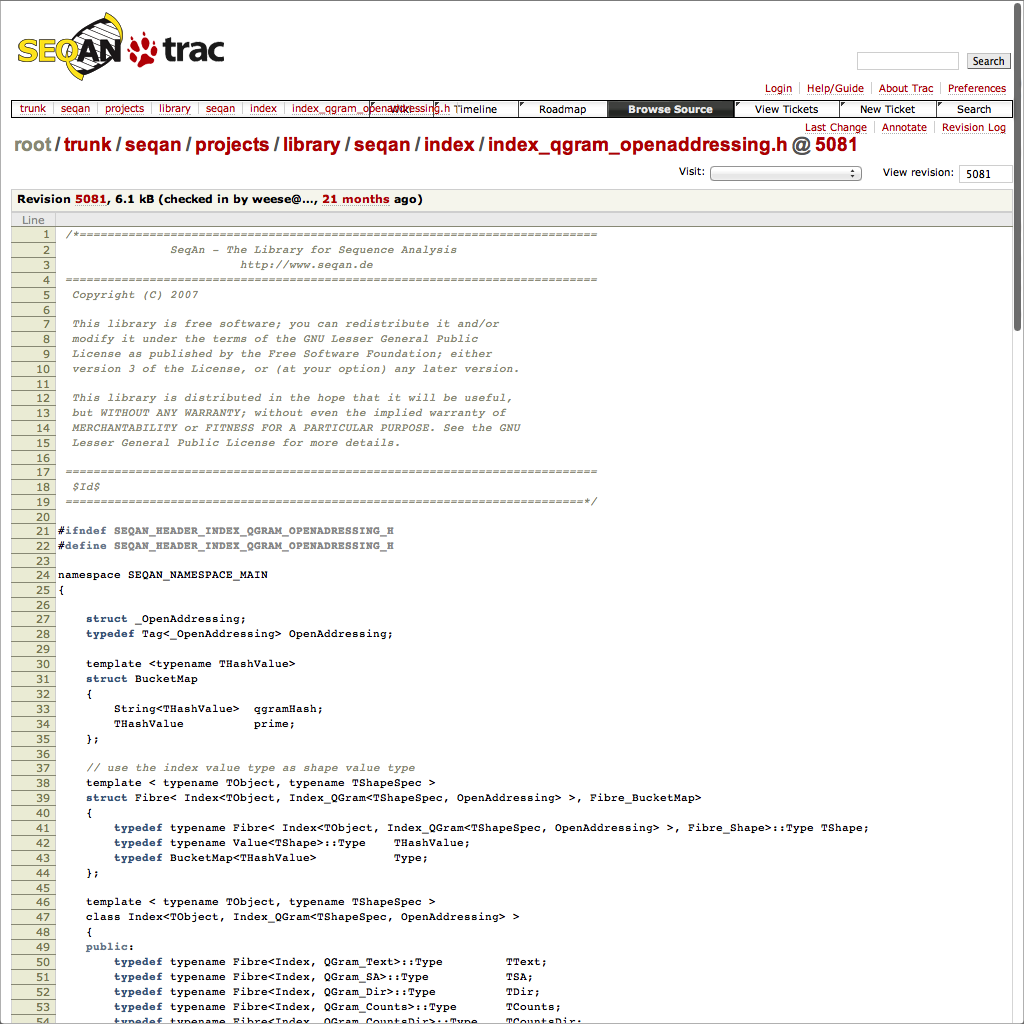 SEQAN trac
Search
Login Help/Guide About Trac Preferences
trunk seqan projects library seqan index index_qgram_openaddressing.h Wiki Timeline Roadmap Browse Source View Tickets New Ticket Search
Last Change Annotate Revision Log
root/trunk/seqan/projects/library/seqan/index/index_qgram_openaddressing.h @ 5081
Visit: View revision: 5081
Revision 5081, 6.1 kB (checked in by weese@..., 21 months ago)
Line
1 /*==========================================================================
2 SeqAn - The Library for Sequence Analysis
3 http://www.seqan.de
4 ============================================================================
5 Copyright (C) 2007
6
7 This library is free software; you can redistribute it and/or
8 modify it under the terms of the GNU Lesser General Public
9 License as published by the Free Software Foundation; either
10 version 3 of the License, or (at your option) any later version.
11
12 This library is distributed in the hope that it will be useful,
13 but WITHOUT ANY WARRANTY; without even the implied warranty of
14 MERCHANTABILITY or FITNESS FOR A PARTICULAR PURPOSE. See the GNU
15 Lesser General Public License for more details.
16
17 ============================================================================
18 $Id$
19 ==========================================================================*/
20
21 #ifndef SEQAN_HEADER_INDEX_QGRAM_OPENADRESSING_H
22 #define SEQAN_HEADER_INDEX_QGRAM_OPENADRESSING_H
23
24 namespace SEQAN_NAMESPACE_MAIN
25 {
26
27 struct _OpenAddressing;
28 typedef Tag<_OpenAddressing> OpenAddressing;
29
30 template <typename THashValue>
31 struct BucketMap
32 {
33 String<THashValue> qgramHash;
34 THashValue prime;
35 };
36
37 // use the index value type as shape value type
38 template < typename TObject, typename TShapeSpec >
39 struct Fibre< Index<TObject, Index_QGram<TShapeSpec, OpenAddressing> >, Fibre_BucketMap>
40 {
41 typedef typename Fibre< Index<TObject, Index_QGram<TShapeSpec, OpenAddressing> >, Fibre_Shape>::Type TShape;
42 typedef typename Value<TShape>::Type THashValue;
43 typedef BucketMap<THashValue> Type;
44 };
45
46 template < typename TObject, typename TShapeSpec >
47 class Index<TObject, Index_QGram<TShapeSpec, OpenAddressing> >
48 {
49 public:
50 typedef typename Fibre<Index, QGram_Text>::Type TText;
51 typedef typename Fibre<Index, QGram_SA>::Type TSA;
52 typedef typename Fibre<Index, QGram_Dir>::Type TDir;
53 typedef typename Fibre<Index, QGram_Counts>::Type TCounts;
54 typedef typename Fibre<Index, QGram_CountsDir>::Type TCountsDir;